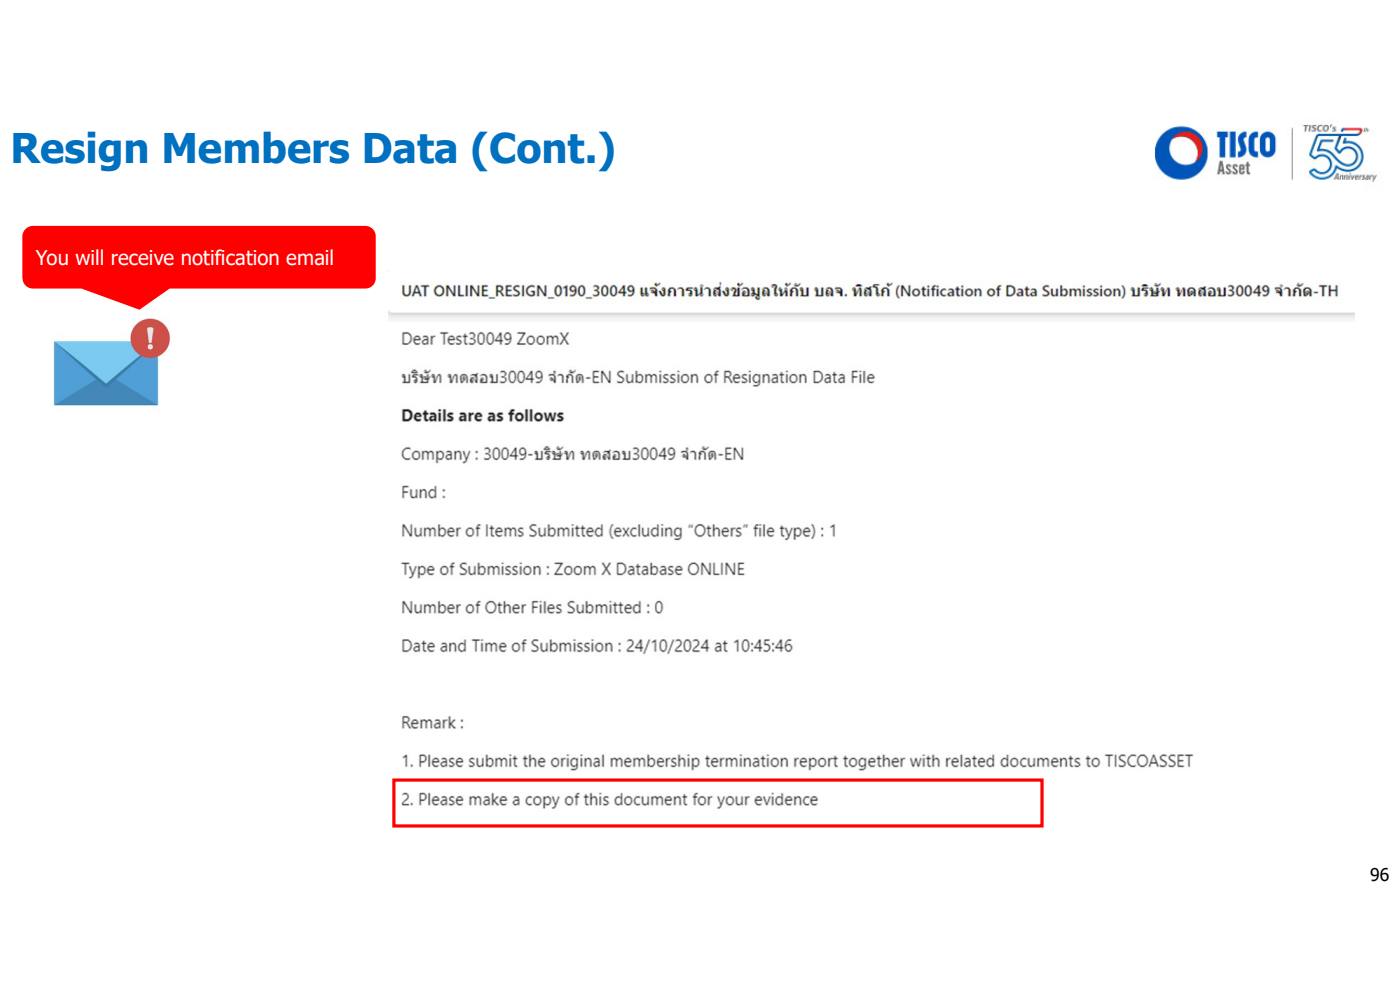 Resign Members Data (Cont.)
TISCO
Asset
TISCO's
55th
Anniversary
You will receive notification email
!
UAT ONLINE_RESIGN_0190_30049 แจ้งการนำส่งข้อมูลให้กับ บลจ. ทิสโก้ (Notification of Data Submission) บริษัท ทดสอบ30049 จำกัด-TH
Dear Test30049 ZoomX
บริษัท ทดสอบ30049 จำกัด-EN Submission of Resignation Data File
Details are as follows
Company : 30049-บริษัท ทดสอบ30049 จำกัด-EN
Fund :
Number of Items Submitted (excluding “Others” file type) : 1
Type of Submission : Zoom X Database ONLINE
Number of Other Files Submitted : 0
Date and Time of Submission : 24/10/2024 at 10:45:46
Remark :
1. Please submit the original membership termination report together with related documents to TISCOASSET
2. Please make a copy of this document for your evidence
96